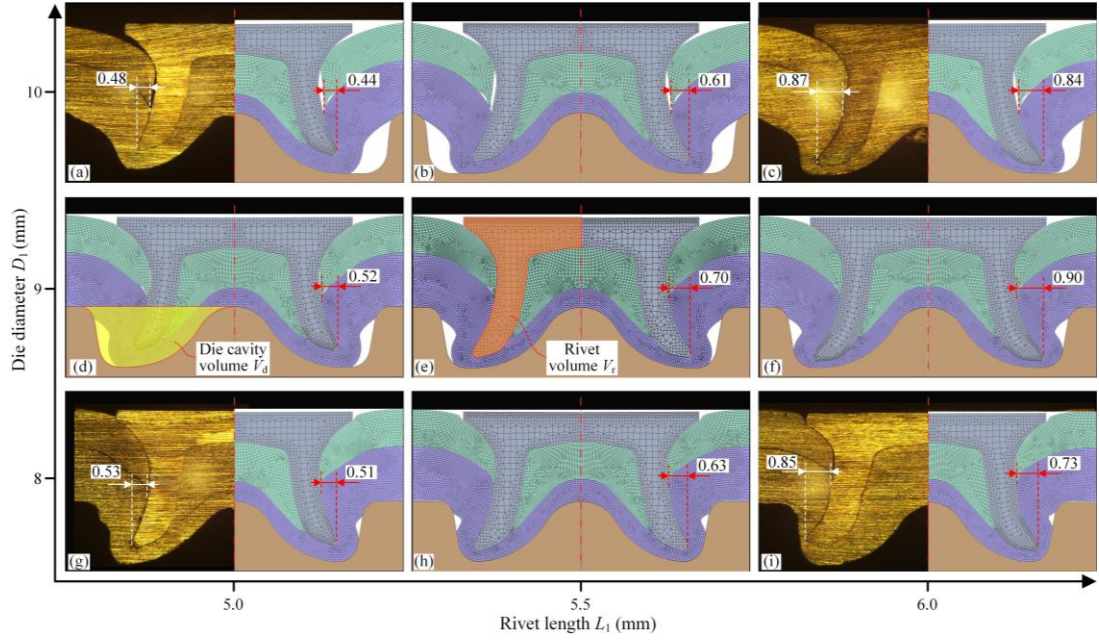 Die diameter D₁ (mm)
10
0.48
0.44
(a)
0.61
(b)
0.87
0.84
(c)
9
0.52
Die cavity
volume V_d
(d)
0.70
Rivet
volume V_r
(e)
0.90
(f)
8
0.53
0.51
(g)
0.63
(h)
0.85
0.73
(i)
5.0
5.5
6.0
Rivet length L₁ (mm)